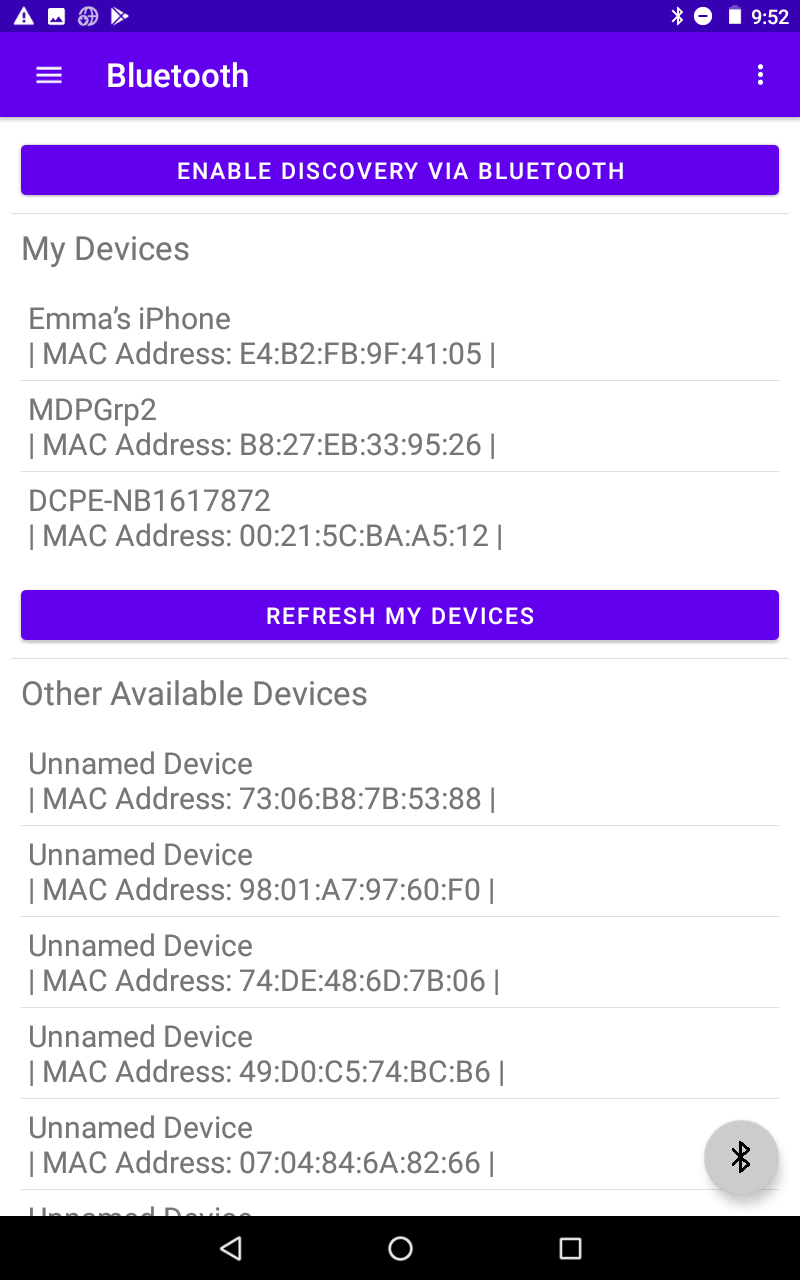 9:52
Bluetooth
ENABLE DISCOVERY VIA BLUETOOTH
My Devices
Emma’s iPhone
| MAC Address: E4:B2:FB:9F:41:05 |
MDPGrp2
| MAC Address: B8:27:EB:33:95:26 |
DCPE-NB1617872
| MAC Address: 00:21:5C:BA:A5:12 |
REFRESH MY DEVICES
Other Available Devices
Unnamed Device
| MAC Address: 73:06:B8:7B:53:88 |
Unnamed Device
| MAC Address: 98:01:A7:97:60:F0 |
Unnamed Device
| MAC Address: 74:DE:48:6D:7B:06 |
Unnamed Device
| MAC Address: 49:D0:C5:74:BC:B6 |
Unnamed Device
| MAC Address: 07:04:84:6A:82:66 |
Unnamed Device